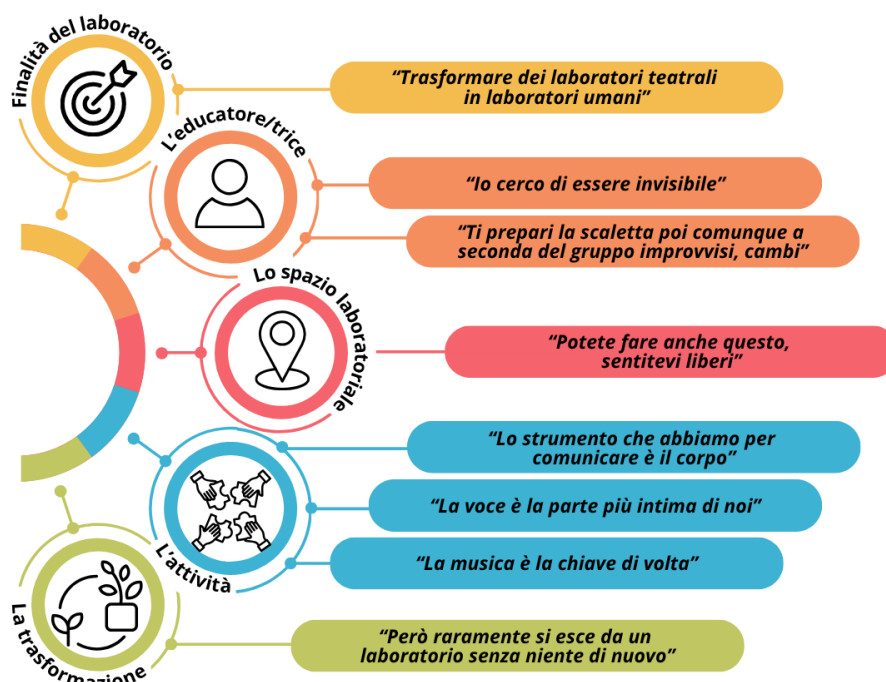 Finalità del laboratorio
“Trasformare dei laboratori teatrali
in laboratori umani”
L'educatore/trice
“Io cerco di essere invisibile”
“Ti prepari la scaletta poi comunque a
seconda del gruppo improvvisi, cambi”
Lo spazio laboratoriale
“Potete fare anche questo,
sentitevi liberi”
L'attività
“Lo strumento che abbiamo per
comunicare è il corpo”
“La voce è la parte più intima di noi”
“La musica è la chiave di volta”
La trasformazione
“Però raramente si esce da un
laboratorio senza niente di nuovo”